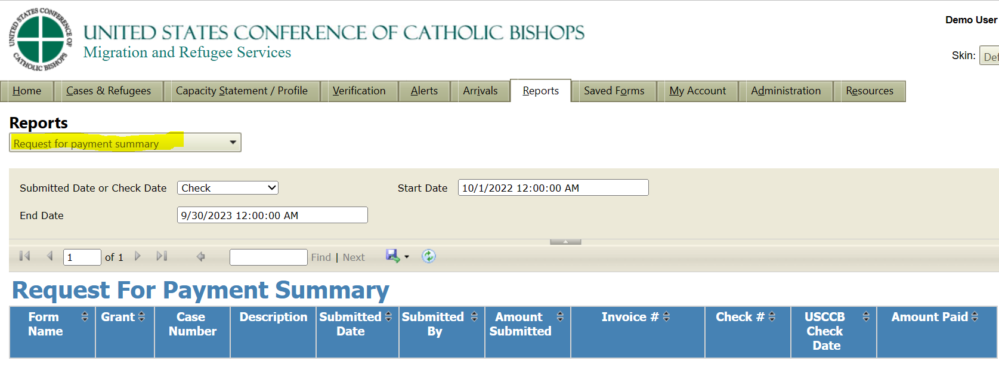 UNITED STATES CONFERENCE OF CATHOLIC BISHOPS
UNITED STATES CONFERENCE OF CATHOLIC BISHOPS
Migration and Refugee Services
Demo User
Skin: Def
Home Cases & Refugees Capacity Statement / Profile Verification Alerts Arrivals Reports Saved Forms My Account Administration Resources
Reports
Request for payment summary
Submitted Date or Check Date Check Start Date 10/1/2022 12:00:00 AM
End Date 9/30/2023 12:00:00 AM
1 of 1 Find | Next
Request For Payment Summary
Form Name Grant Case Number Description Submitted Date Submitted By Amount Submitted Invoice # Check # USCCB Check Date Amount Paid